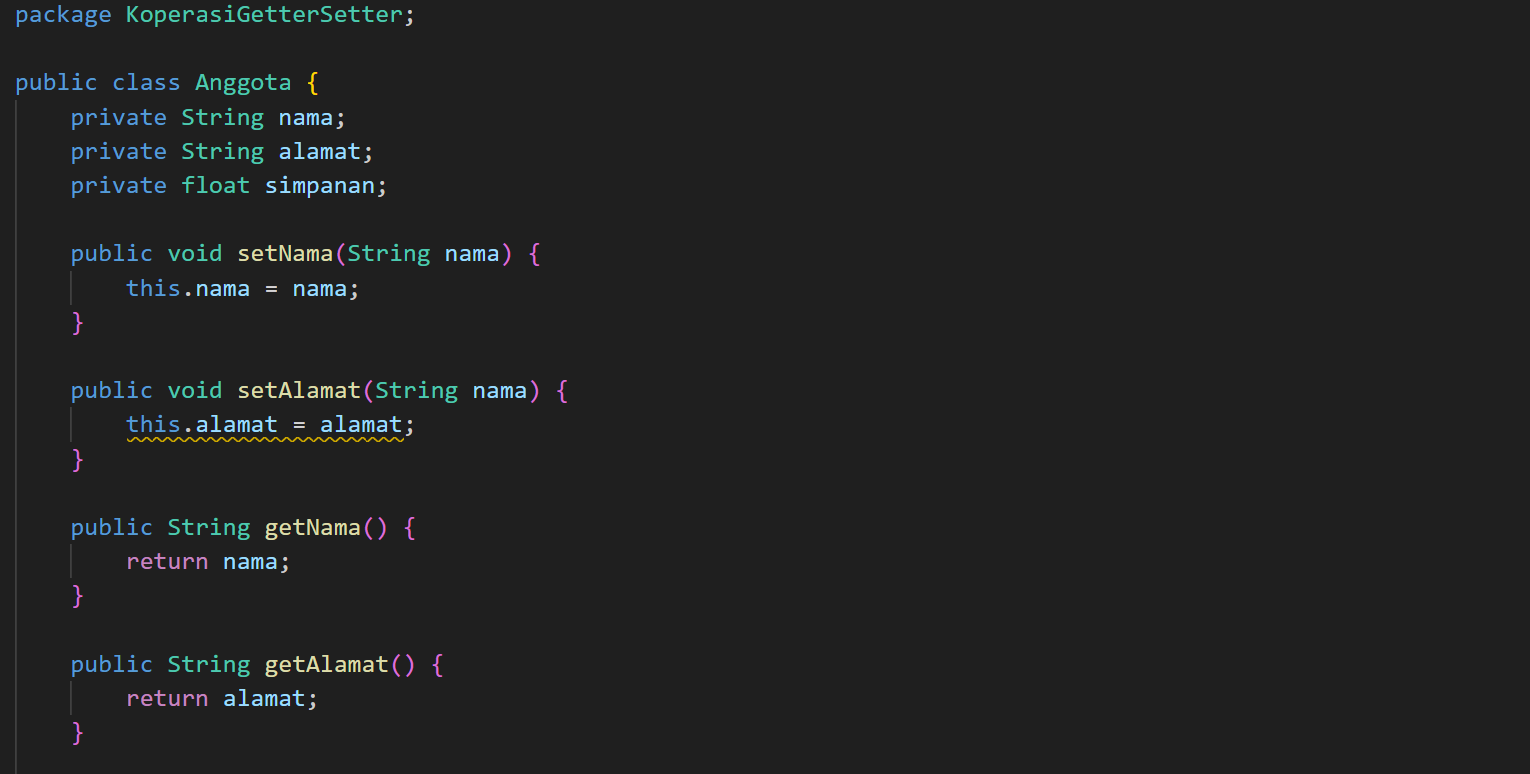 package KoperasiGetterSetter;
public class Anggota {
private String nama;
private String alamat;
private float simpanan;
public void setNama(String nama) {
this.nama = nama;
}
public void setAlamat(String nama) {
this.alamat = alamat;
}
public String getNama() {
return nama;
}
public String getAlamat() {
return alamat;
}